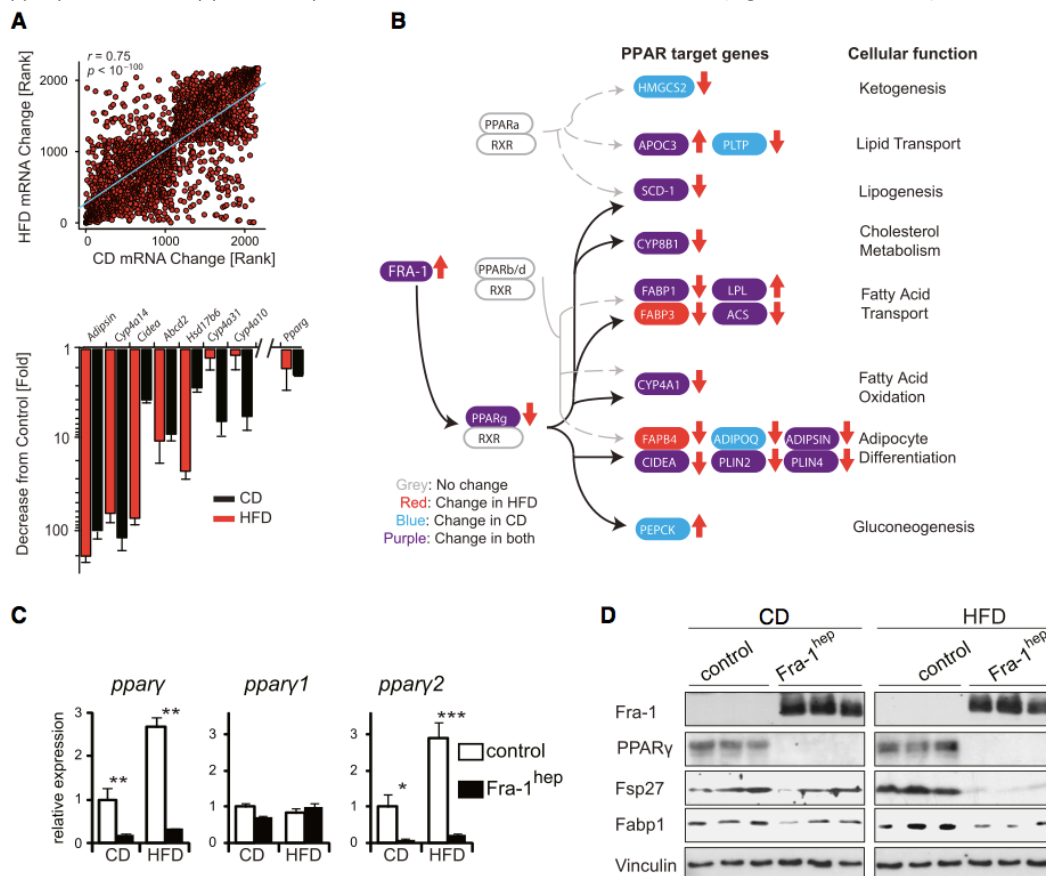 A
r = 0.75
p < 10-100
HFD mRNA Change [Rank]
2000
1000
0
0 1000 2000
CD mRNA Change [Rank]
Adipsin
Cyp4a14
Cidea
Abcd2
Hsd17b6
Cyp4a31
Cyp4a10
Pparg
Decrease from Control [Fold]
1
10
100
CD
HFD
B
PPAR target genes
Cellular function
HMGCS2
Ketogenesis
PPARa
RXR
APOC3 PLTP
Lipid Transport
SCD-1
Lipogenesis
CYP8B1
Cholesterol
Metabolism
FRA-1
PPARb/d
RXR
FABP1 LPL
FABP3 ACS
Fatty Acid
Transport
CYP4A1
Fatty Acid
Oxidation
PPARg
RXR
FAPB4 ADIPOQ ADIPSIN
CIDEA PLIN2 PLIN4
Adipocyte
Differentiation
PEPCK
Gluconeogenesis
Grey: No change
Red: Change in HFD
Blue: Change in CD
Purple: Change in both
C
pparγ
pparγ1
pparγ2
relative expression
3
2
1
0
**
**
CD HFD
3
2
1
0
CD HFD
3
2
1
0
*
***
CD HFD
control
Fra-1hep
D
CD
HFD
control
Fra-1hep
control
Fra-1hep
Fra-1
PPARγ
Fsp27
Fabp1
Vinculin